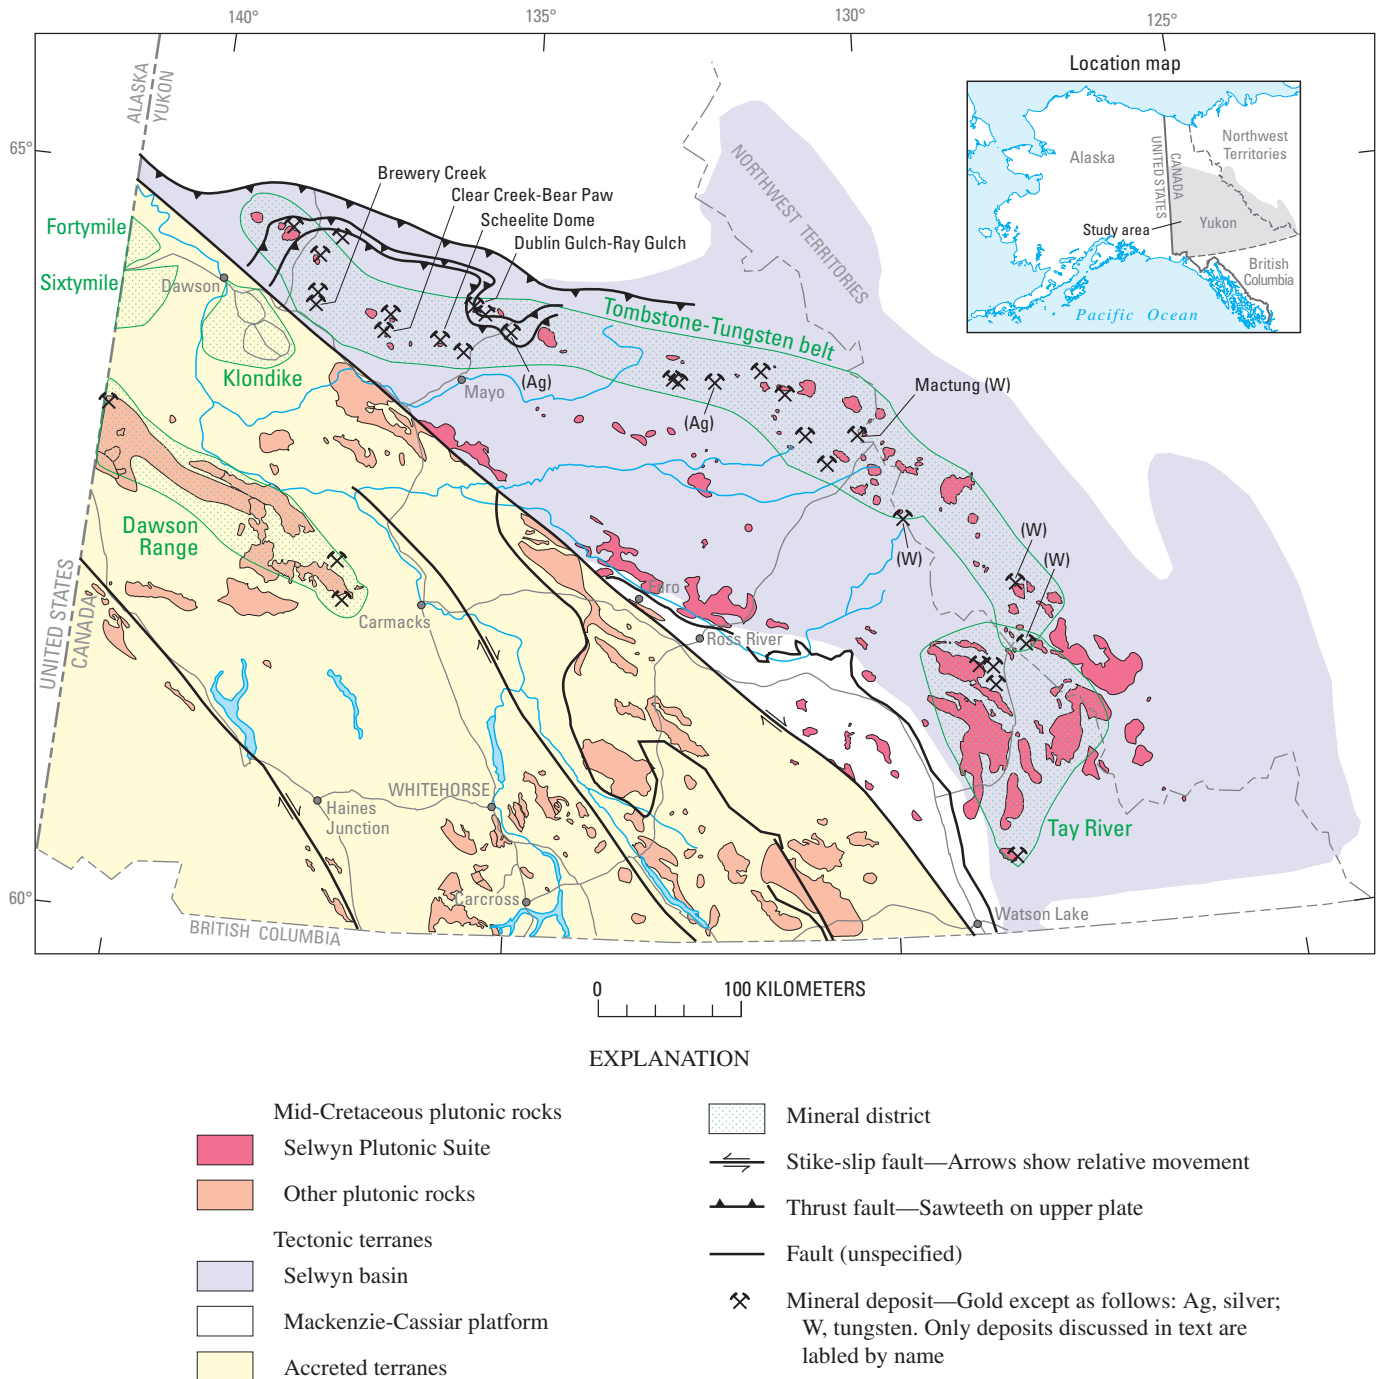 140°
135°
130°
125°
65°
60°
ALASKA
YUKON
Location map
Alaska
UNITED STATES
CANADA
Northwest
Territories
Study area
Yukon
British
Columbia
Pacific Ocean
NORTHWEST TERRITORIES
Brewery Creek
Clear Creek-Bear Paw
Scheelite Dome
Dublin Gulch-Ray Gulch
Fortymile
Sixtymile
Dawson
Klondike
Tombstone-Tungsten belt
Mayo
(Ag)
(Ag)
Mactung (W)
(W)
(W)
(W)
Dawson
Range
UNITED STATES
CANADA
Carmacks
Faro
Ross River
WHITEHORSE
Haines
Junction
Carcross
Tay River
Watson Lake
BRITISH COLUMBIA
0
100 KILOMETERS
EXPLANATION
Mid-Cretaceous plutonic rocks
Selwyn Plutonic Suite
Other plutonic rocks
Tectonic terranes
Selwyn basin
Mackenzie-Cassiar platform
Accreted terranes
Mineral district
Stike-slip fault—Arrows show relative movement
Thrust fault—Sawteeth on upper plate
Fault (unspecified)
Mineral deposit—Gold except as follows: Ag, silver;
W, tungsten. Only deposits discussed in text are
labled by name